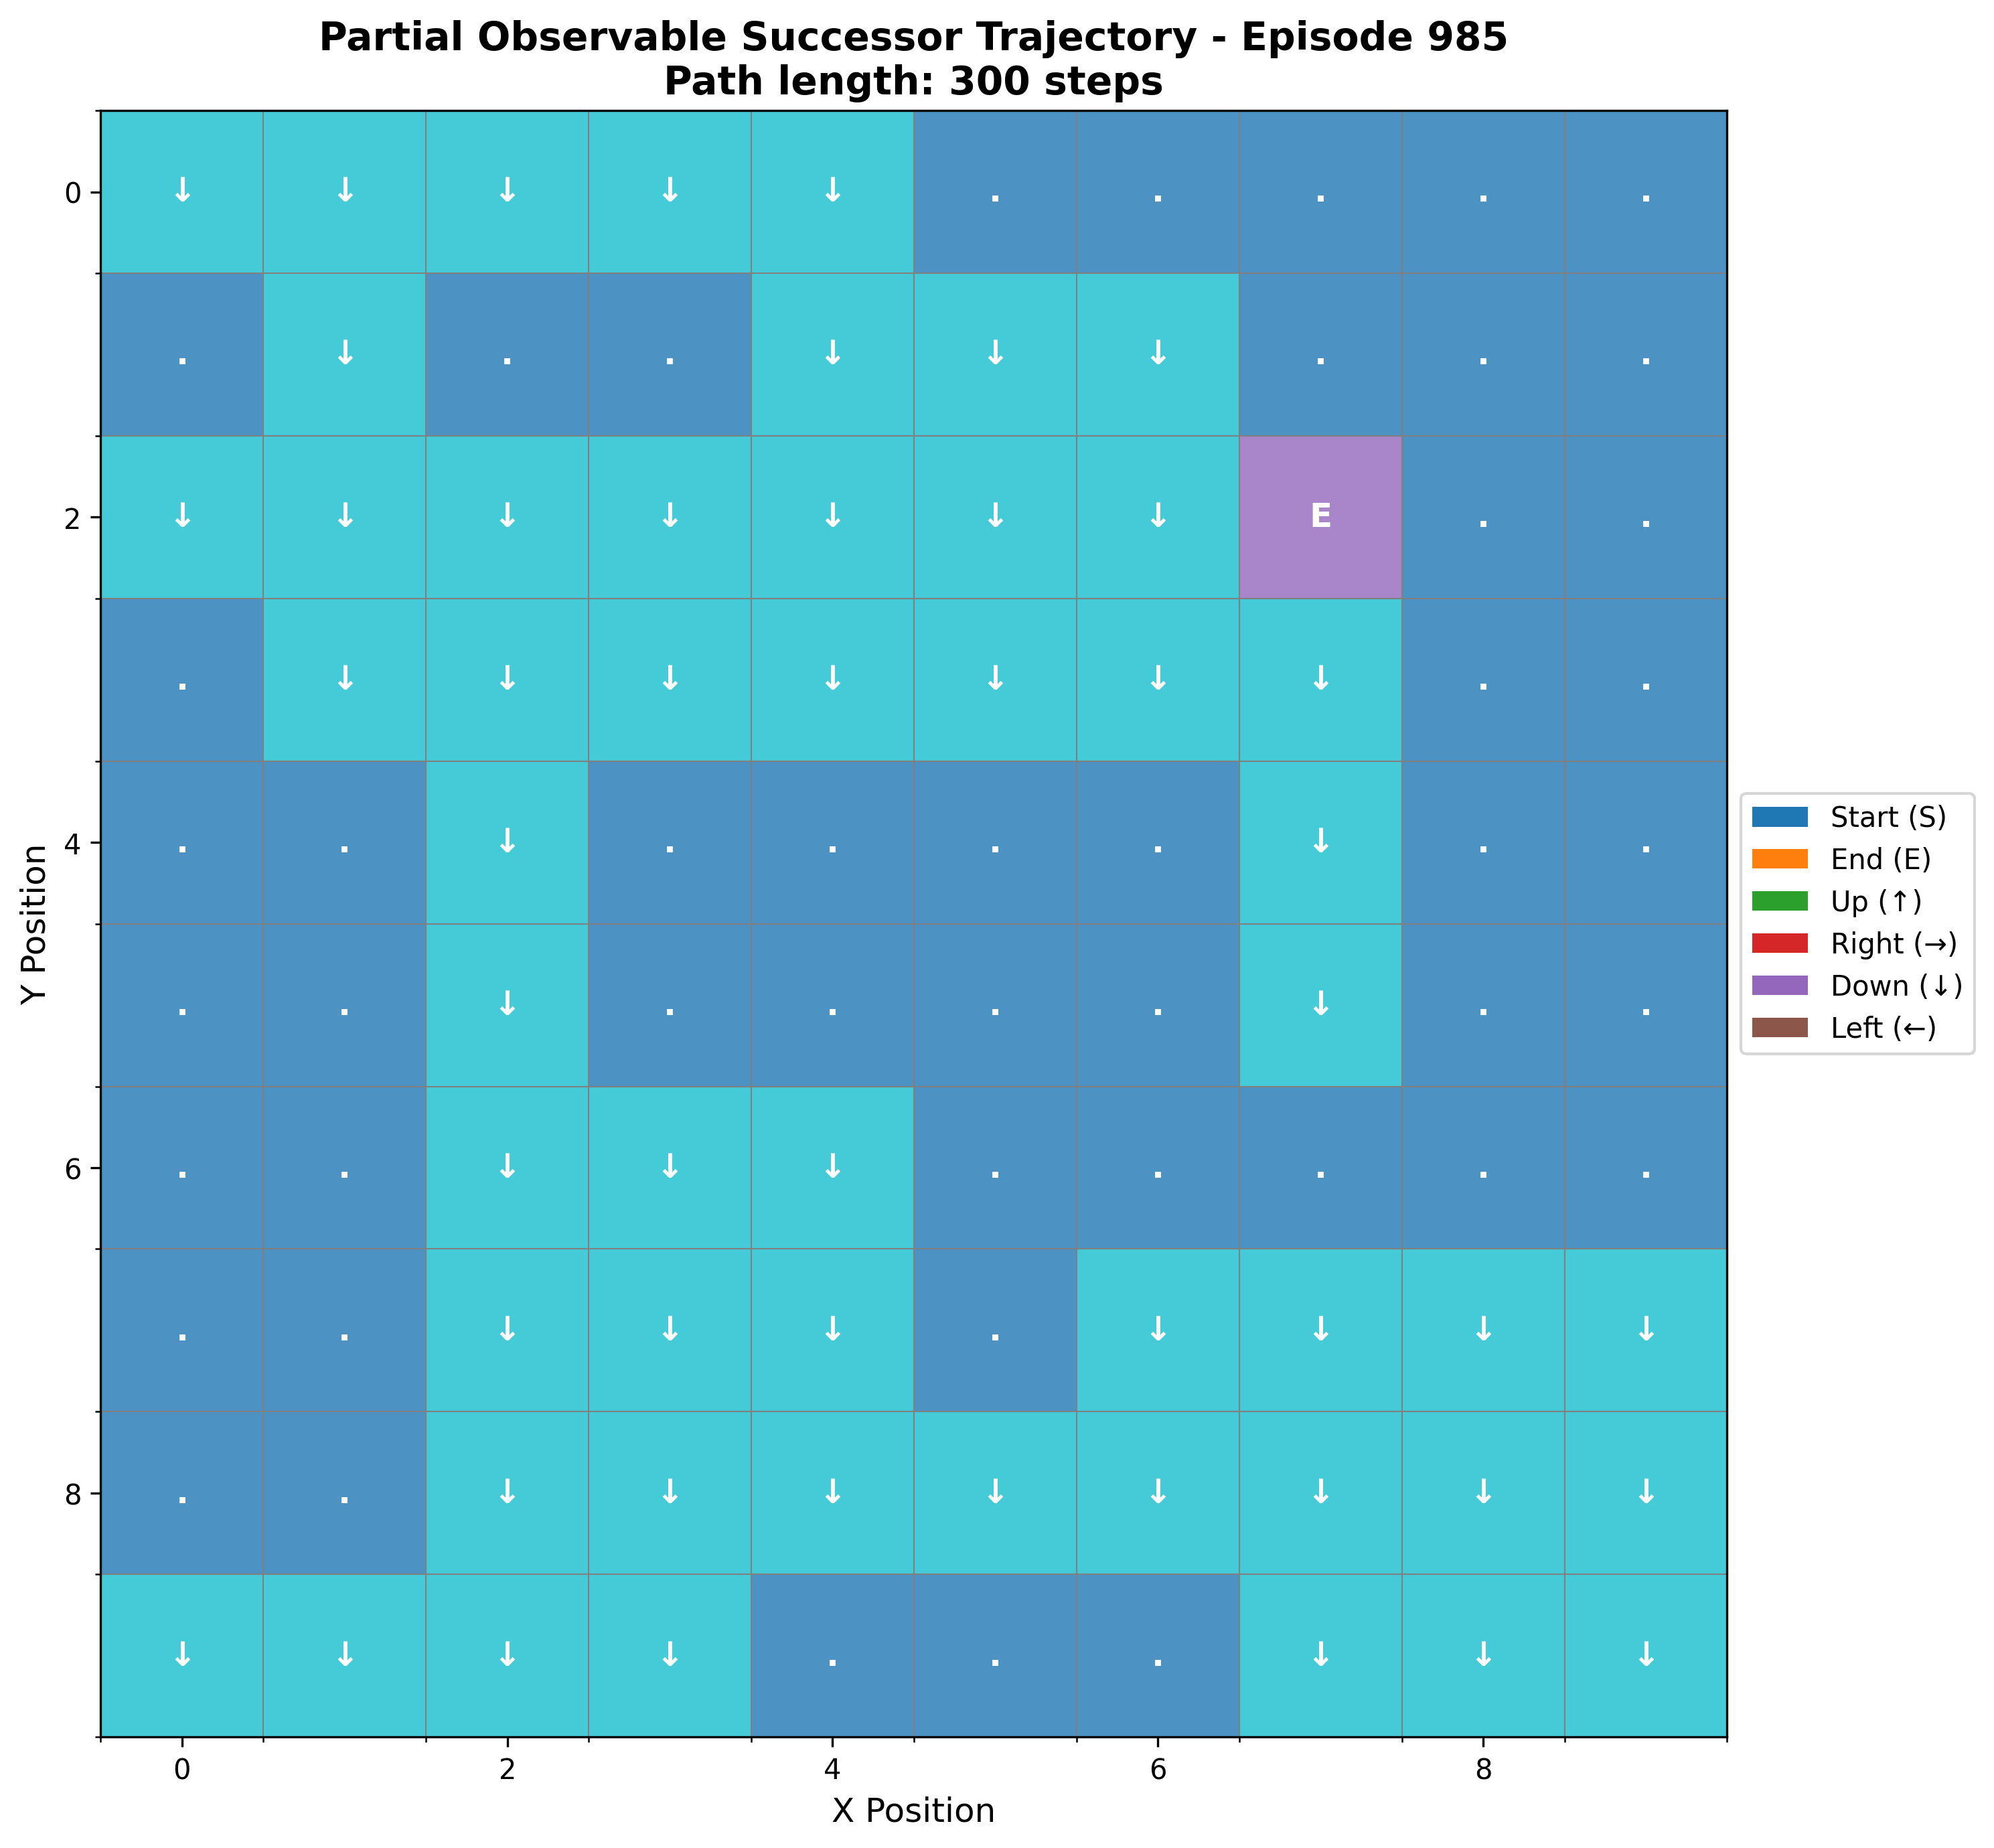 Partial Observable Successor Trajectory - Episode 985
Path length: 300 steps
0 ↓ ↓ ↓ ↓ ↓ . . . . .
. ↓ . . ↓ ↓ ↓ . . .
2 ↓ ↓ ↓ ↓ ↓ ↓ ↓ E . .
. ↓ ↓ ↓ ↓ ↓ ↓ ↓ . .
4 . . ↓ . . . . ↓ . .
. . ↓ . . . . ↓ . .
6 . . ↓ ↓ ↓ . . . . .
. . ↓ ↓ ↓ . ↓ ↓ ↓ ↓
8 . . ↓ ↓ ↓ ↓ ↓ ↓ ↓ ↓
↓ ↓ ↓ ↓ . . . ↓ ↓ ↓
0 2 4 6 8
X Position
Y Position
Start (S)
End (E)
Up (↑)
Right (→)
Down (↓)
Left (←)